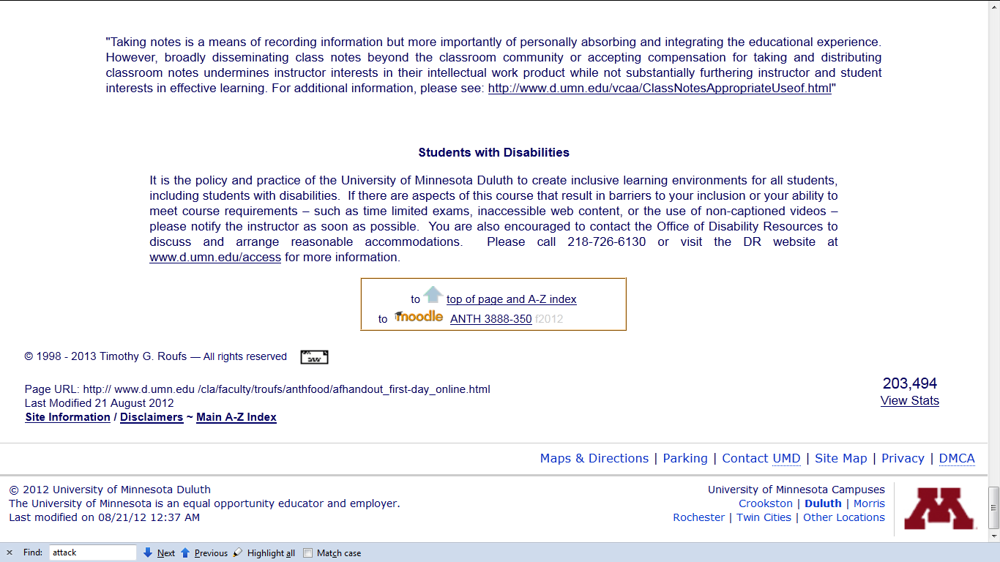 "Taking notes is a means of recording information but more importantly of personally absorbing and integrating the educational experience.
However, broadly disseminating class notes beyond the classroom community or accepting compensation for taking and distributing
classroom notes undermines instructor interests in their intellectual work product while not substantially furthering instructor and student
interests in effective learning. For additional information, please see: http://www.d.umn.edu/vcaa/ClassNotesAppropriateUseof.html"
Students with Disabilities
It is the policy and practice of the University of Minnesota Duluth to create inclusive learning environments for all students,
including students with disabilities. If there are aspects of this course that result in barriers to your inclusion or your ability to
meet course requirements – such as time limited exams, inaccessible web content, or the use of non-captioned videos –
please notify the instructor as soon as possible. You are also encouraged to contact the Office of Disability Resources to
discuss and arrange reasonable accommodations. Please call 218-726-6130 or visit the DR website at
www.d.umn.edu/access for more information.
to top of page and A-Z index
to moodle ANTH 3888-350 f2012
© 1998 - 2013 Timothy G. Roufs — All rights reserved
Page URL: http:// www.d.umn.edu /cla/faculty/troufs/anthfood/afhandout_first-day_online.html
Last Modified 21 August 2012
Site Information / Disclaimers ~ Main A-Z Index
203,494
View Stats
Maps & Directions | Parking | Contact UMD | Site Map | Privacy | DMCA
© 2012 University of Minnesota Duluth
The University of Minnesota is an equal opportunity educator and employer.
Last modified on 08/21/12 12:37 AM
University of Minnesota Campuses
Crookston | Duluth | Morris
Rochester | Twin Cities | Other Locations
M
x Find: attack Next Previous Highlight all Match case